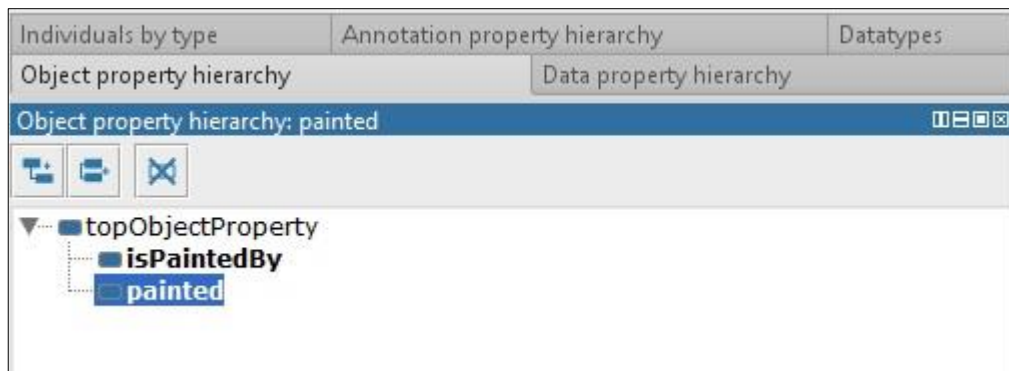 Individuals by type Annotation property hierarchy Datatypes
Object property hierarchy Data property hierarchy
Object property hierarchy: painted
topObjectProperty
isPaintedBy
painted